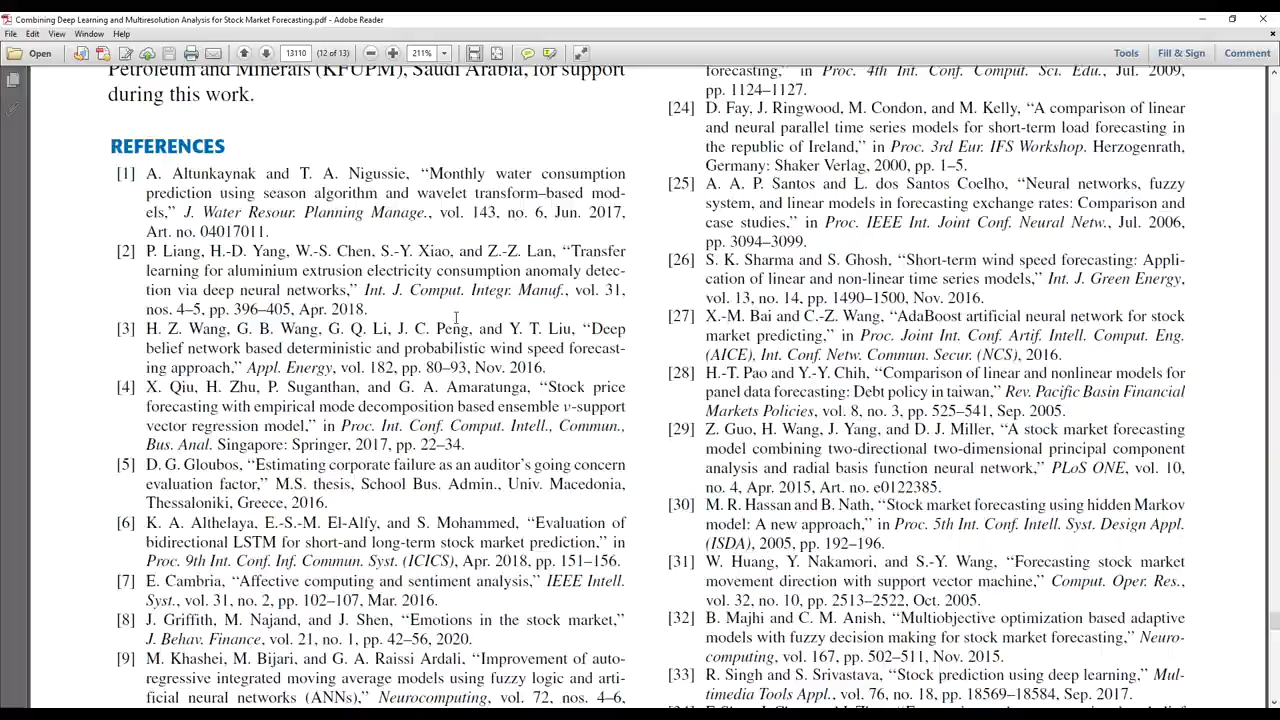 Combining Deep Learning and Multiresolution Analysis for Stock Market Forecasting.pdf - Adobe Reader
File Edit View Window Help
Open
13110 (12 of 13)
211%
Tools Fill & Sign Comment
Petroleum and Minerals (KFUPM), Saudi Arabia, for support
during this work.
REFERENCES
[1] A. Altunkaynak and T. A. Nigussie, “Monthly water consumption
prediction using season algorithm and wavelet transform–based mod-
els,” J. Water Resour. Planning Manage., vol. 143, no. 6, Jun. 2017,
Art. no. 04017011.
[2] P. Liang, H.-D. Yang, W.-S. Chen, S.-Y. Xiao, and Z.-Z. Lan, “Transfer
learning for aluminium extrusion electricity consumption anomaly detec-
tion via deep neural networks,” Int. J. Comput. Integr. Manuf., vol. 31,
nos. 4–5, pp. 396–405, Apr. 2018.
[3] H. Z. Wang, G. B. Wang, G. Q. Li, J. C. Peng, and Y. T. Liu, “Deep
belief network based deterministic and probabilistic wind speed forecast-
ing approach,” Appl. Energy, vol. 182, pp. 80–93, Nov. 2016.
[4] X. Qiu, H. Zhu, P. Suganthan, and G. A. Amaratunga, “Stock price
forecasting with empirical mode decomposition based ensemble ν-support
vector regression model,” in Proc. Int. Conf. Comput. Intell., Commun.,
Bus. Anal. Singapore: Springer, 2017, pp. 22–34.
[5] D. G. Gloubos, “Estimating corporate failure as an auditor’s going concern
evaluation factor,” M.S. thesis, School Bus. Admin., Univ. Macedonia,
Thessaloniki, Greece, 2016.
[6] K. A. Althelaya, E.-S.-M. El-Alfy, and S. Mohammed, “Evaluation of
bidirectional LSTM for short-and long-term stock market prediction,” in
Proc. 9th Int. Conf. Inf. Commun. Syst. (ICICS), Apr. 2018, pp. 151–156.
[7] E. Cambria, “Affective computing and sentiment analysis,” IEEE Intell.
Syst., vol. 31, no. 2, pp. 102–107, Mar. 2016.
[8] J. Griffith, M. Najand, and J. Shen, “Emotions in the stock market,”
J. Behav. Finance, vol. 21, no. 1, pp. 42–56, 2020.
[9] M. Khashei, M. Bijari, and G. A. Raissi Ardali, “Improvement of auto-
regressive integrated moving average models using fuzzy logic and arti-
ficial neural networks (ANNs),” Neurocomputing, vol. 72, nos. 4–6,
forecasting,” in Proc. 4th Int. Conf. Comput. Sci. Edu., Jul. 2009,
pp. 1124–1127.
[24] D. Fay, J. Ringwood, M. Condon, and M. Kelly, “A comparison of linear
and neural parallel time series models for short-term load forecasting in
the republic of Ireland,” in Proc. 3rd Eur. IFS Workshop. Herzogenrath,
Germany: Shaker Verlag, 2000, pp. 1–5.
[25] A. A. P. Santos and L. dos Santos Coelho, “Neural networks, fuzzy
system, and linear models in forecasting exchange rates: Comparison and
case studies,” in Proc. IEEE Int. Joint Conf. Neural Netw., Jul. 2006,
pp. 3094–3099.
[26] S. K. Sharma and S. Ghosh, “Short-term wind speed forecasting: Appli-
cation of linear and non-linear time series models,” Int. J. Green Energy,
vol. 13, no. 14, pp. 1490–1500, Nov. 2016.
[27] X.-M. Bai and C.-Z. Wang, “AdaBoost artificial neural network for stock
market predicting,” in Proc. Joint Int. Conf. Artif. Intell. Comput. Eng.
(AICE), Int. Conf. Netw. Commun. Secur. (NCS), 2016.
[28] H.-T. Pao and Y.-Y. Chih, “Comparison of linear and nonlinear models for
panel data forecasting: Debt policy in taiwan,” Rev. Pacific Basin Financial
Markets Policies, vol. 8, no. 3, pp. 525–541, Sep. 2005.
[29] Z. Guo, H. Wang, J. Yang, and D. J. Miller, “A stock market forecasting
model combining two-directional two-dimensional principal component
analysis and radial basis function neural network,” PLoS ONE, vol. 10,
no. 4, Apr. 2015, Art. no. e0122385.
[30] M. R. Hassan and B. Nath, “Stock market forecasting using hidden Markov
model: A new approach,” in Proc. 5th Int. Conf. Intell. Syst. Design Appl.
(ISDA), 2005, pp. 192–196.
[31] W. Huang, Y. Nakamori, and S.-Y. Wang, “Forecasting stock market
movement direction with support vector machine,” Comput. Oper. Res.,
vol. 32, no. 10, pp. 2513–2522, Oct. 2005.
[32] B. Majhi and C. M. Anish, “Multiobjective optimization based adaptive
models with fuzzy decision making for stock market forecasting,” Neuro-
computing, vol. 167, pp. 502–511, Nov. 2015.
[33] R. Singh and S. Srivastava, “Stock prediction using deep learning,” Mul-
timedia Tools Appl., vol. 76, no. 18, pp. 18569–18584, Sep. 2017.